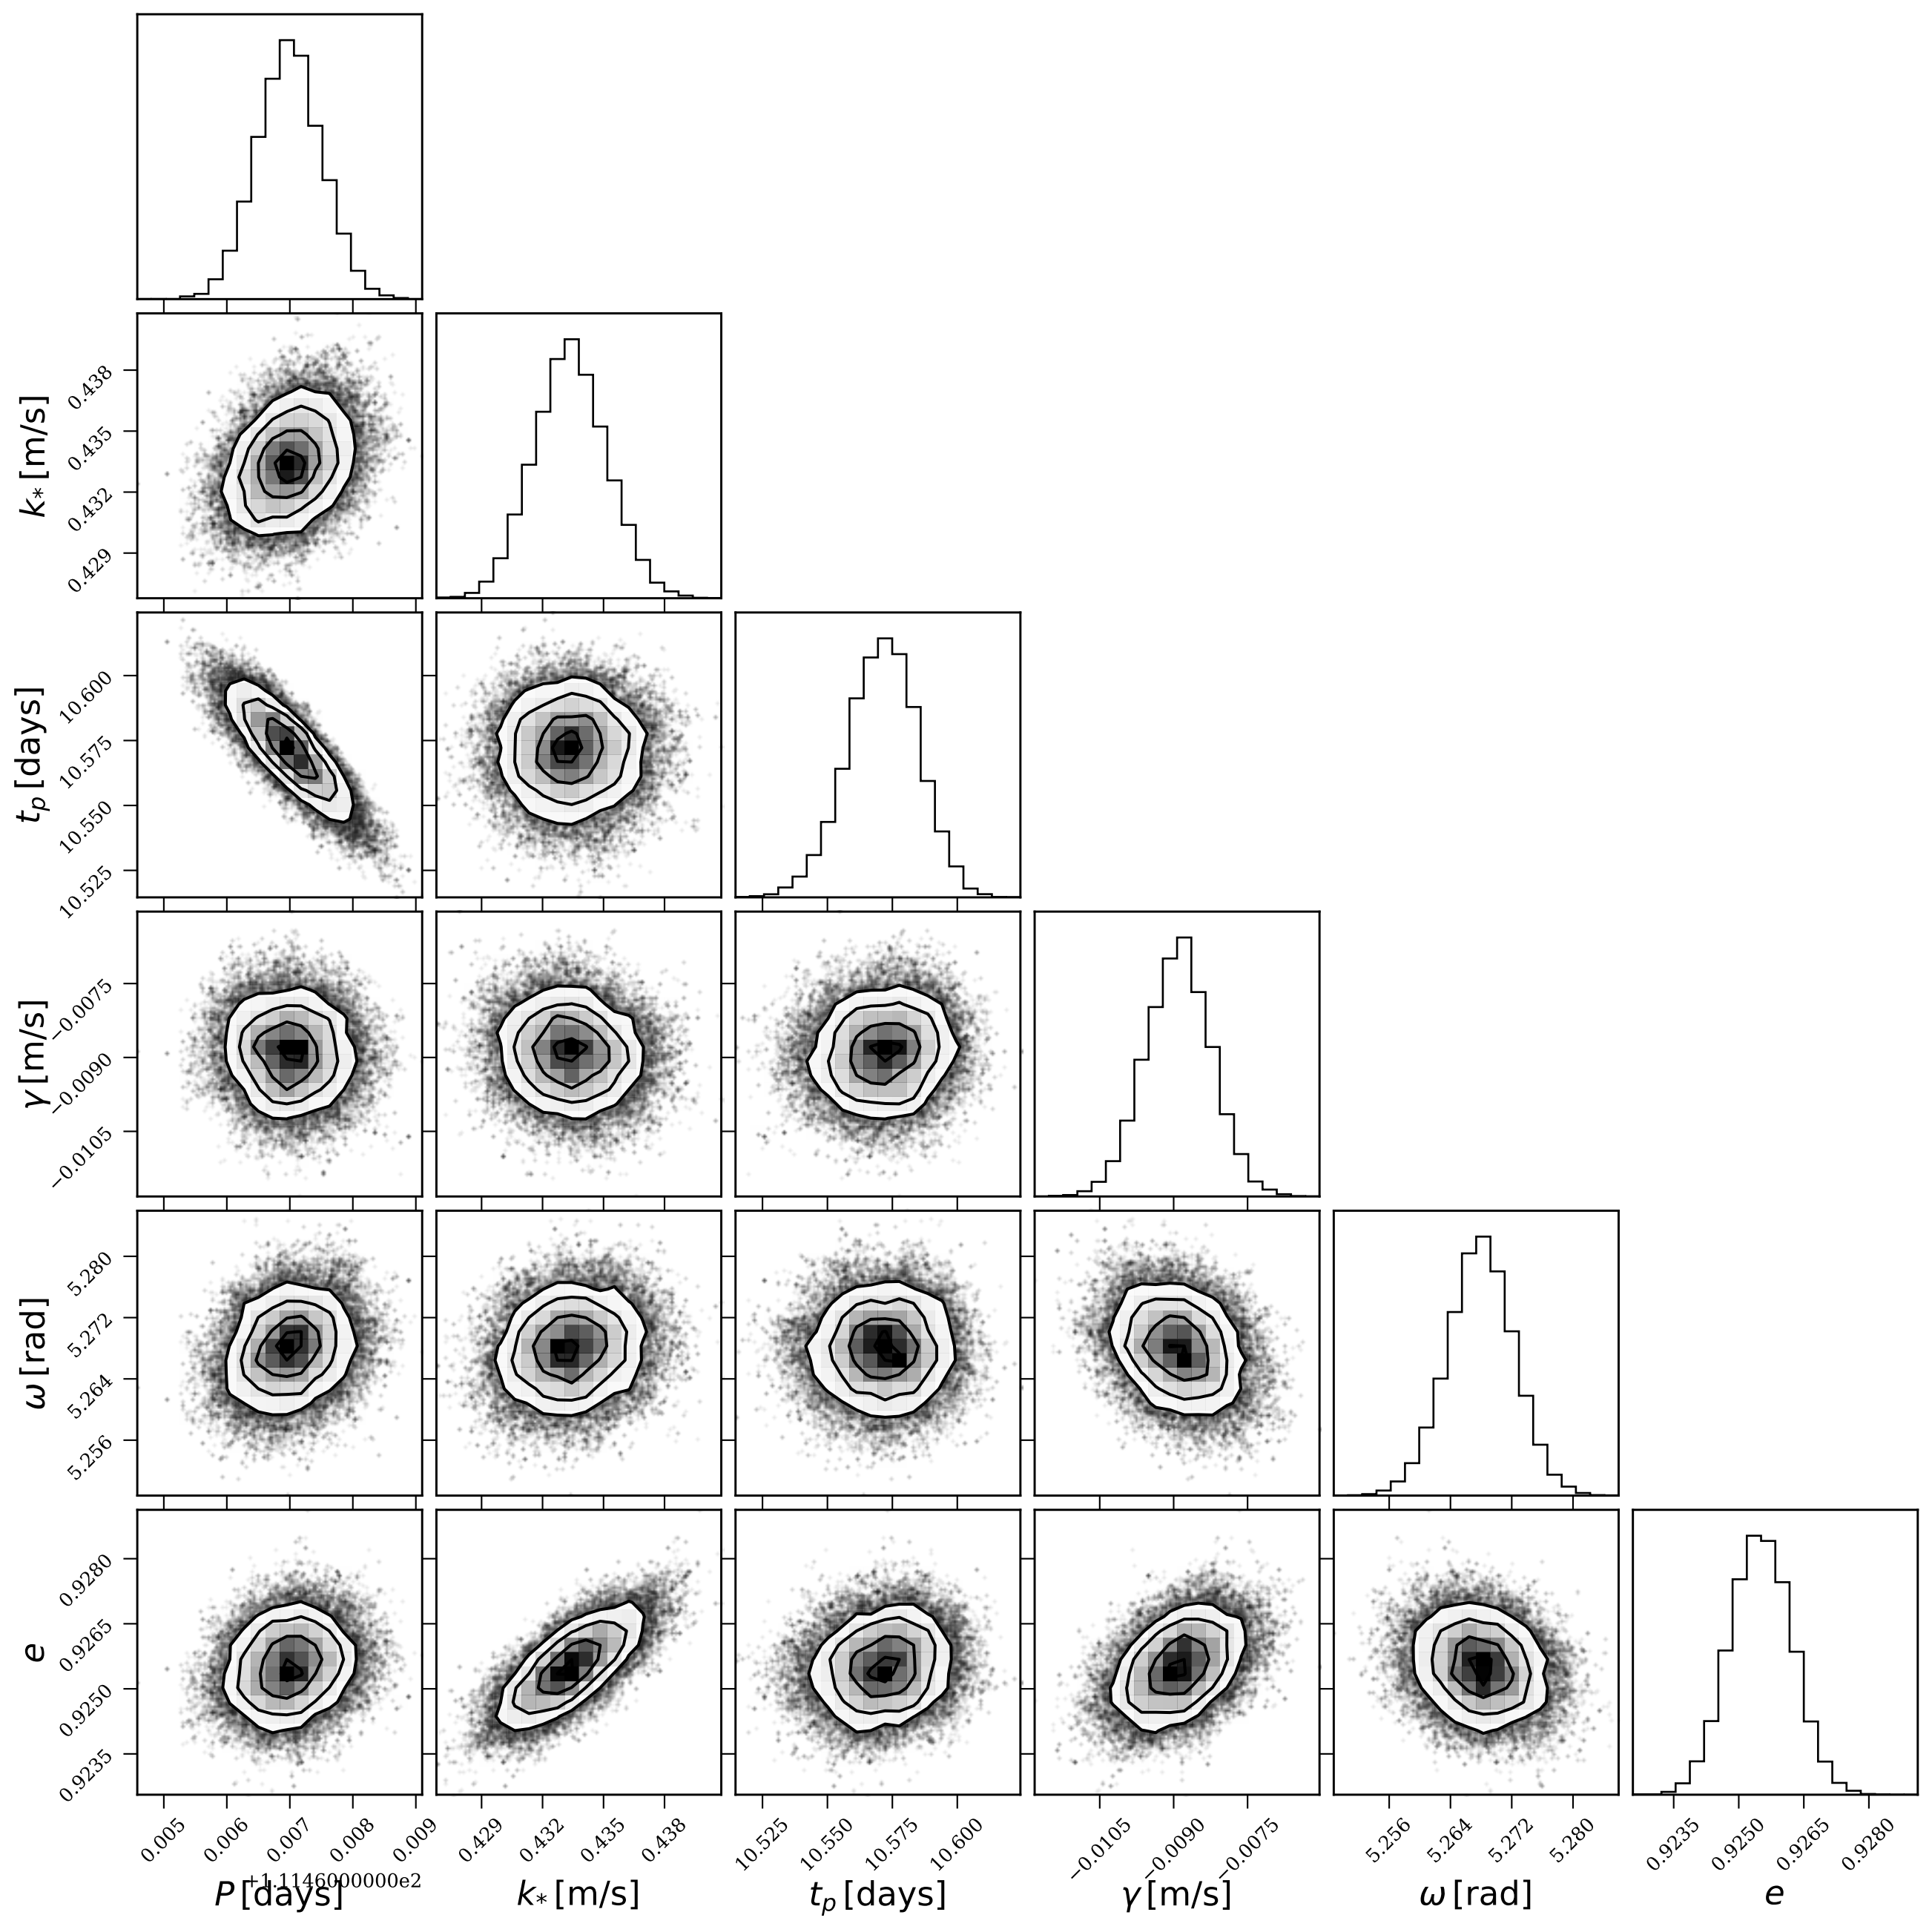 0.438
0.435
0.432
0.429
k* [m/s]
10.600
10.575
10.550
10.525
tp [days]
−0.0075
−0.0090
−0.0105
γ [m/s]
5.280
5.272
5.264
5.256
ω [rad]
0.9280
0.9265
0.9250
0.9235
e
0.005 0.006 0.007 0.008 0.009
+1.1146000000e2
P [days]
0.429 0.432 0.435 0.438
k* [m/s]
10.525 10.550 10.575 10.600
tp [days]
−0.0105 −0.0090 −0.0075
γ [m/s]
5.256 5.264 5.272 5.280
ω [rad]
0.9235 0.9250 0.9265 0.9280
e